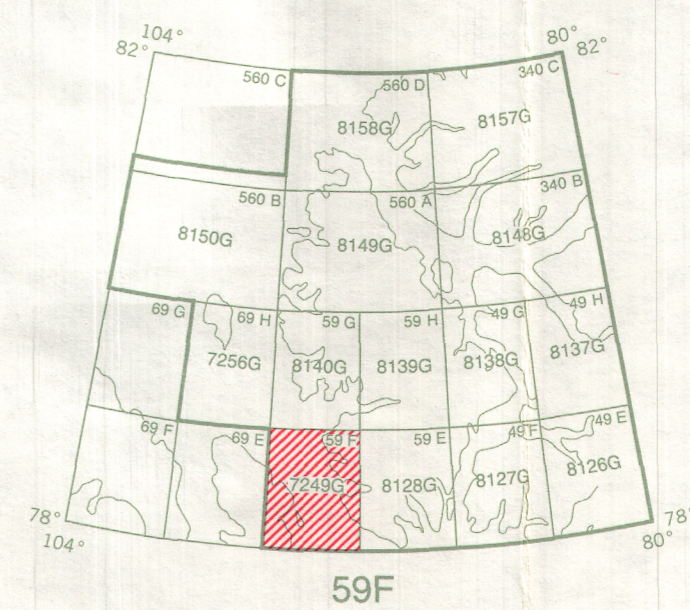 104° 80°
82° 82°
560 C 560 D 340 C
8158G 8157G
560 B 560 A 340 B
8150G 8149G 8148G
69 G 69 H 59 G 59 H 49 G 49 H
7256G 8140G 8139G 8138G 8137G
69 F 69 E 59 F 59 E 49 F 49 E
7249G 8128G 8127G 8126G
78° 78°
104° 80°
59F